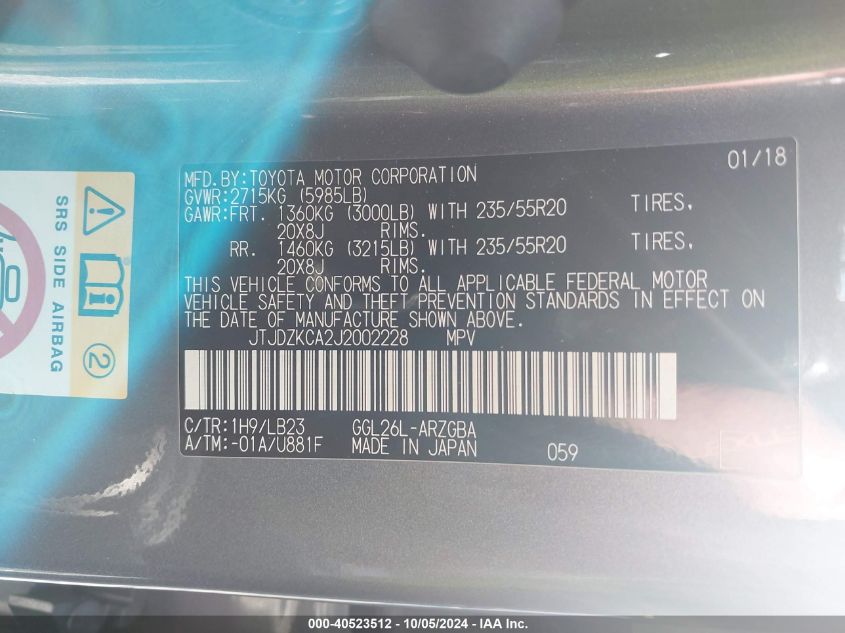 01/18
MFD.BY:TOYOTA MOTOR CORPORATION
GVWR:2715KG (5985LB)
GAWR:FRT. 1360KG (3000LB) WITH 235/55R20 TIRES,
20X8J RIMS.
RR. 1460KG (3215LB) WITH 235/55R20 TIRES,
20X8J RIMS.
THIS VEHICLE CONFORMS TO ALL APPLICABLE FEDERAL MOTOR
VEHICLE SAFETY AND THEFT PREVENTION STANDARDS IN EFFECT ON
THE DATE OF MANUFACTURE SHOWN ABOVE.
JTJDZKCA2J2002228 MPV
C/TR:1H9/LB23 GGL26L-ARZGBA
A/TM:-01A/U881F MADE IN JAPAN 059
SRS SIDE AIRBAG
2
000-40523512 - 10/05/2024 - IAA Inc.